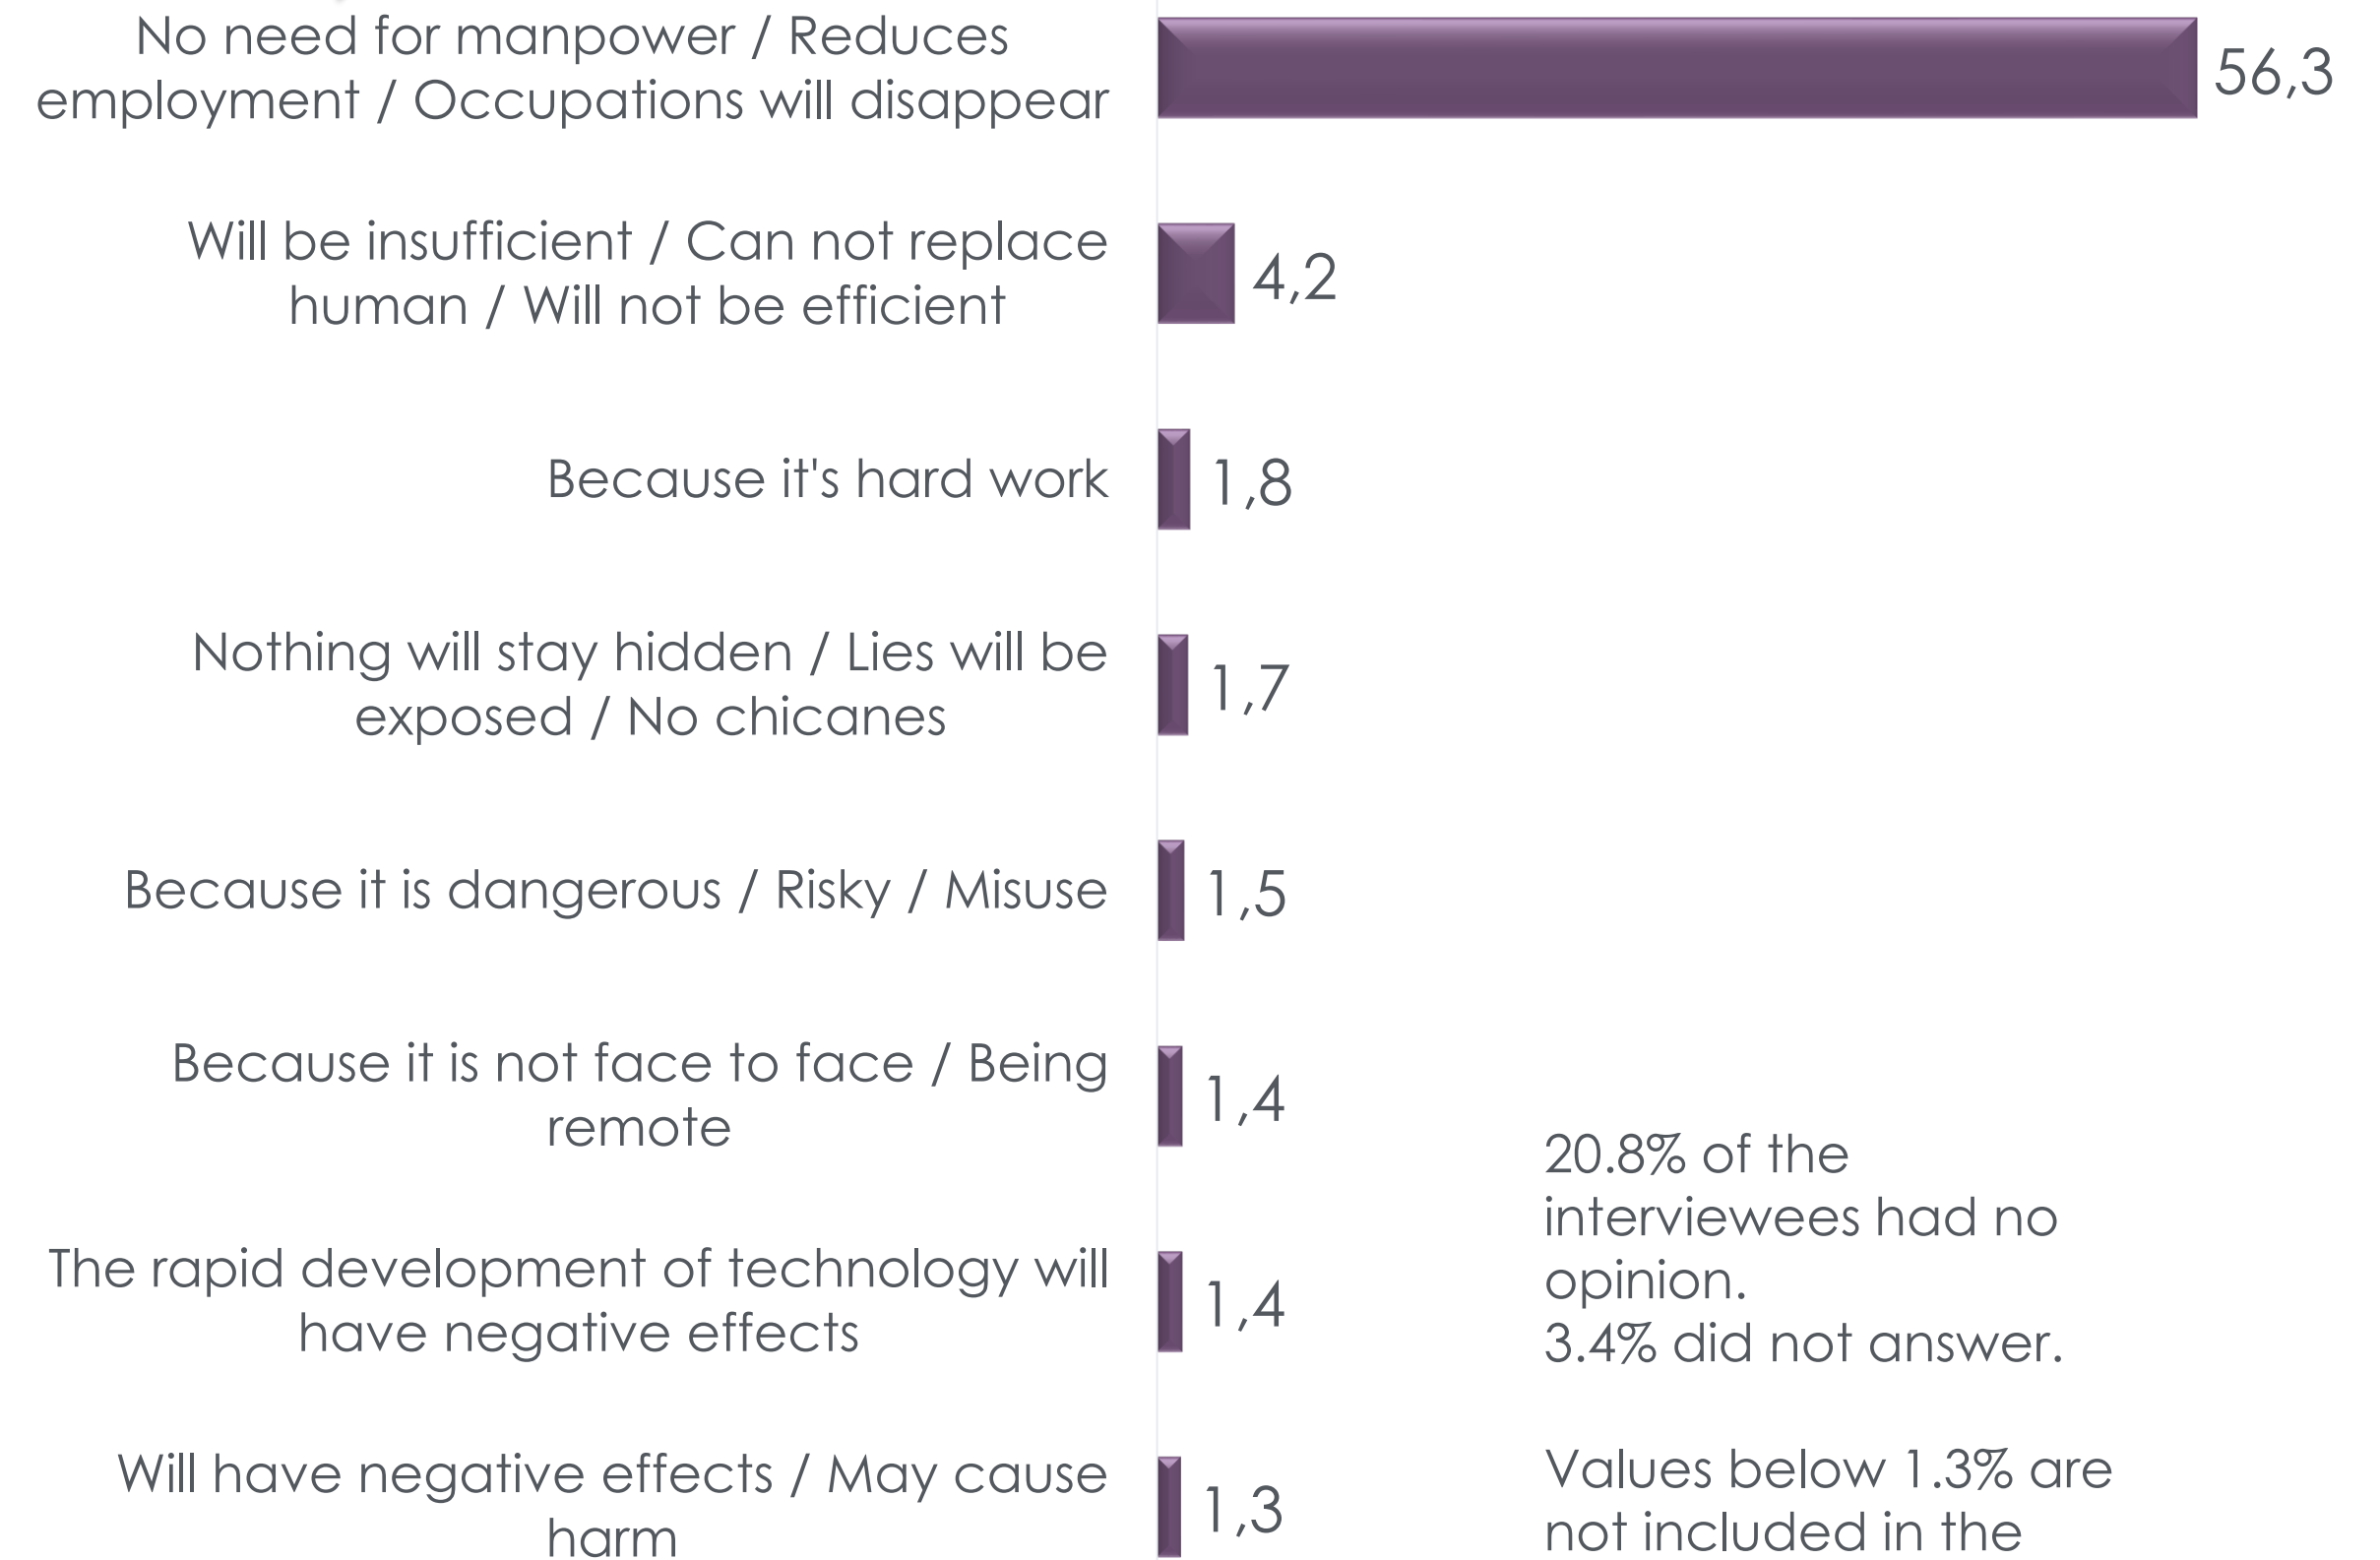 No need for manpower / Reduces
employment / Occupations will disappear
56,3
Will be insufficient / Can not replace
human / Will not be efficient
4,2
Because it's hard work
1,8
Nothing will stay hidden / Lies will be
exposed / No chicanes
1,7
Because it is dangerous / Risky / Misuse
1,5
Because it is not face to face / Being
remote
1,4
The rapid development of technology will
have negative effects
1,4
Will have negative effects / May cause
harm
1,3
20.8% of the
interviewees had no
opinion.
3.4% did not answer.
Values below 1.3% are
not included in the